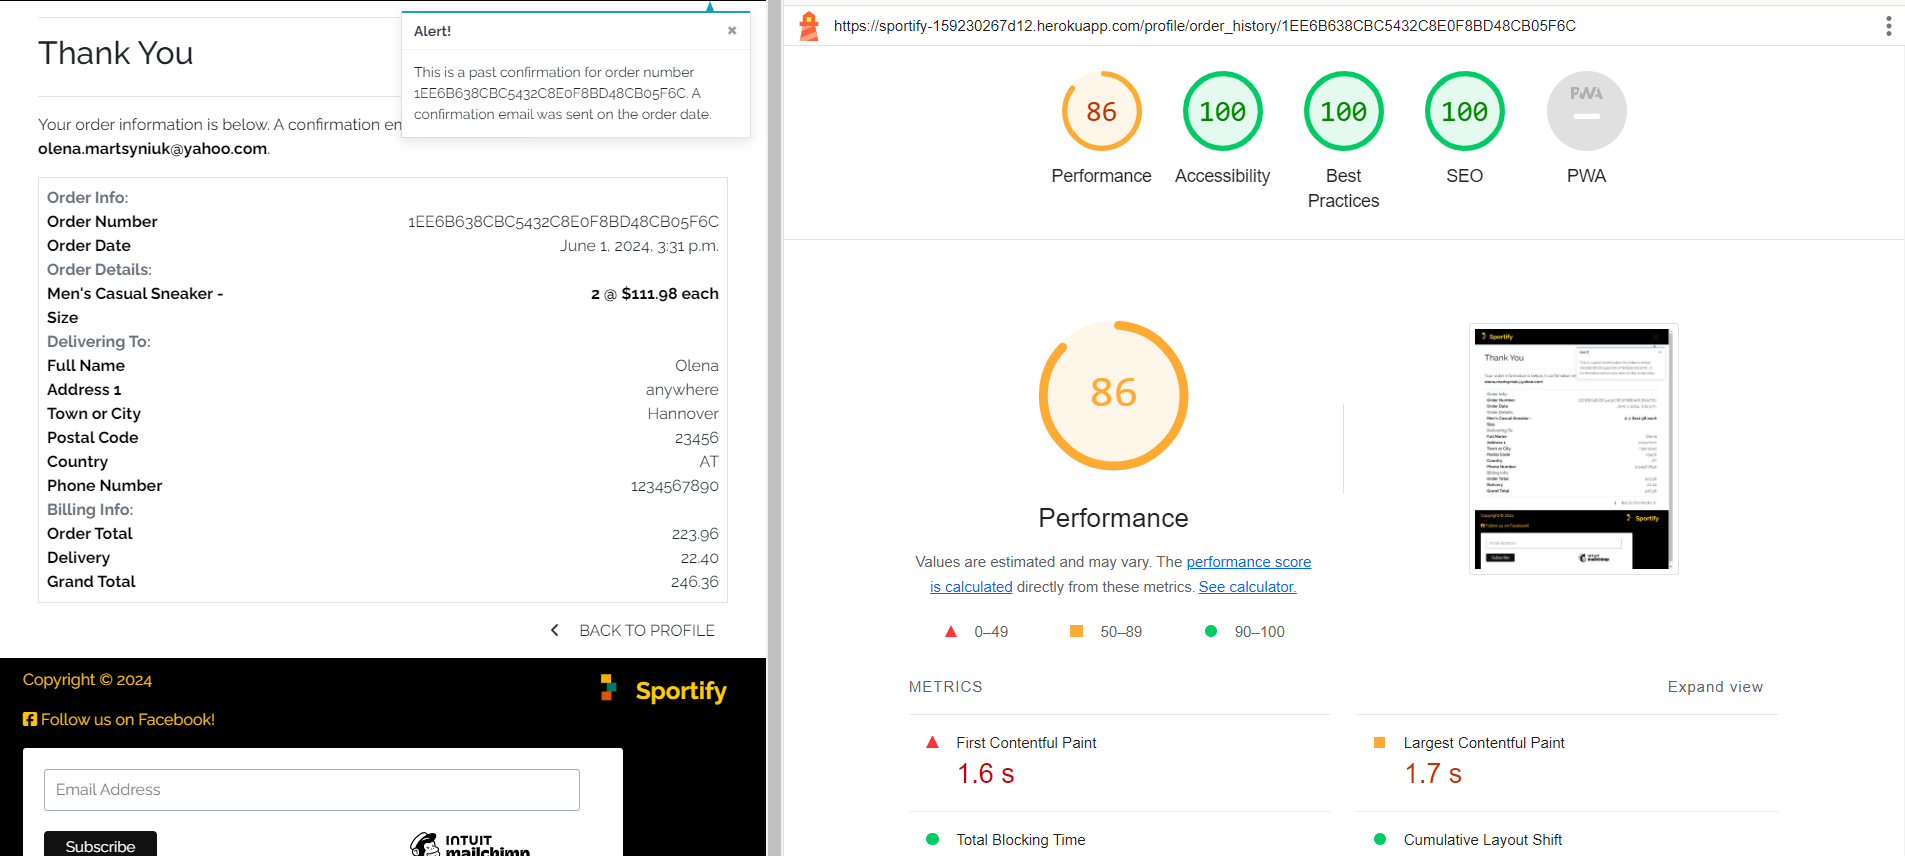 Thank You
Alert!
×
This is a past confirmation for order number
1EE6B638CBC5432C8E0F8BD48CB05F6C. A
confirmation email was sent on the order date.
Your order information is below. A confirmation
olena.martsyniuk@yahoo.com.
Order Info:
Order Number 1EE6B638CBC5432C8E0F8BD48CB05F6C
Order Date June 1, 2024, 3:31 p.m.
Order Details:
Men's Casual Sneaker - 2 @ $111.98 each
Size
Delivering To:
Full Name Olena
Address 1 anywhere
Town or City Hannover
Postal Code 23456
Country AT
Phone Number 1234567890
Billing Info:
Order Total 223.96
Delivery 22.40
Grand Total 246.36
BACK TO PROFILE
Copyright © 2024
Sportify
Follow us on Facebook!
Email Address
Subscribe
INTUIT
mailchimp
https://sportify-159230267d12.herokuapp.com/profile/order_history/1EE6B638CBC5432C8E0F8BD48CB05F6C
86 100 100 100 PWA
Performance Accessibility Best Practices SEO PWA
86
Performance
Values are estimated and may vary. The performance score
is calculated directly from these metrics. See calculator.
0–49 50–89 90–100
METRICS Expand view
First Contentful Paint
1.6 s
Largest Contentful Paint
1.7 s
Total Blocking Time
Cumulative Layout Shift
Sportify
Thank You
olena.martsyniuk@yahoo.com